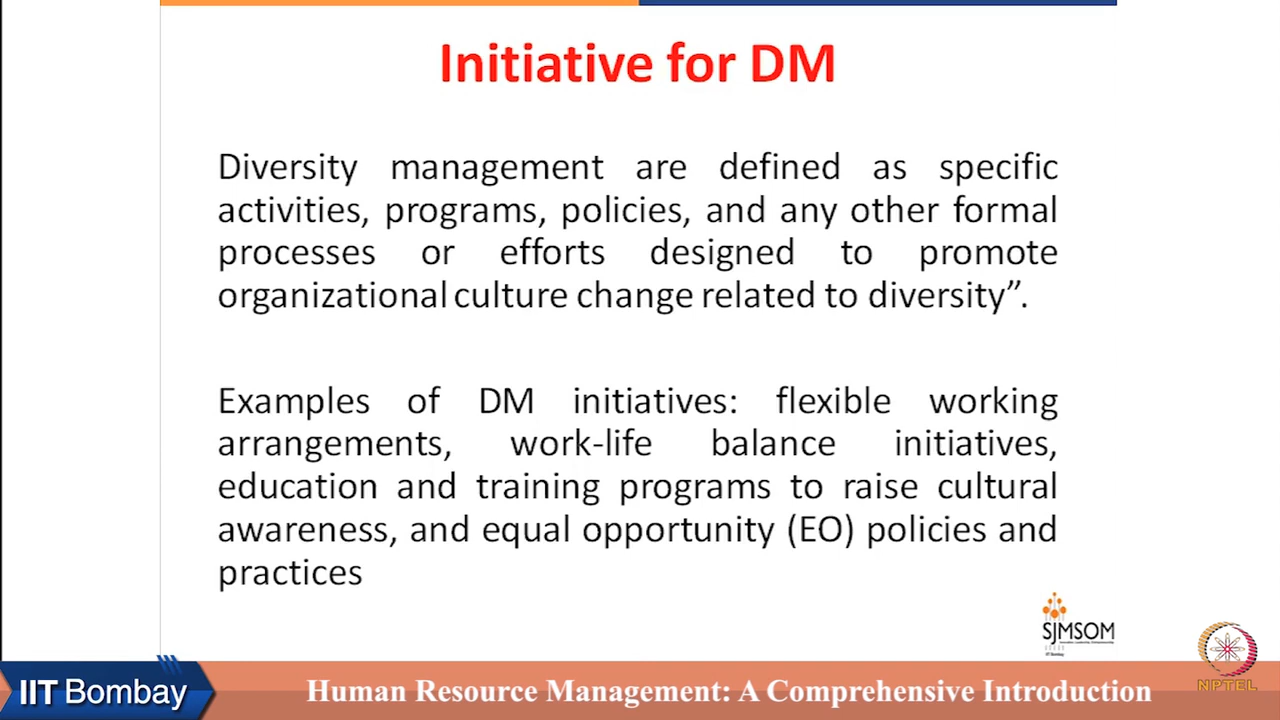 Initiative for DM
Diversity management are defined as specific
activities, programs, policies, and any other formal
processes or efforts designed to promote
organizational culture change related to diversity”.
Examples of DM initiatives: flexible working
arrangements, work-life balance initiatives,
education and training programs to raise cultural
awareness, and equal opportunity (EO) policies and
practices
SJMSOM
IIT Bombay
NPTEL
IIT Bombay
Human Resource Management: A Comprehensive Introduction